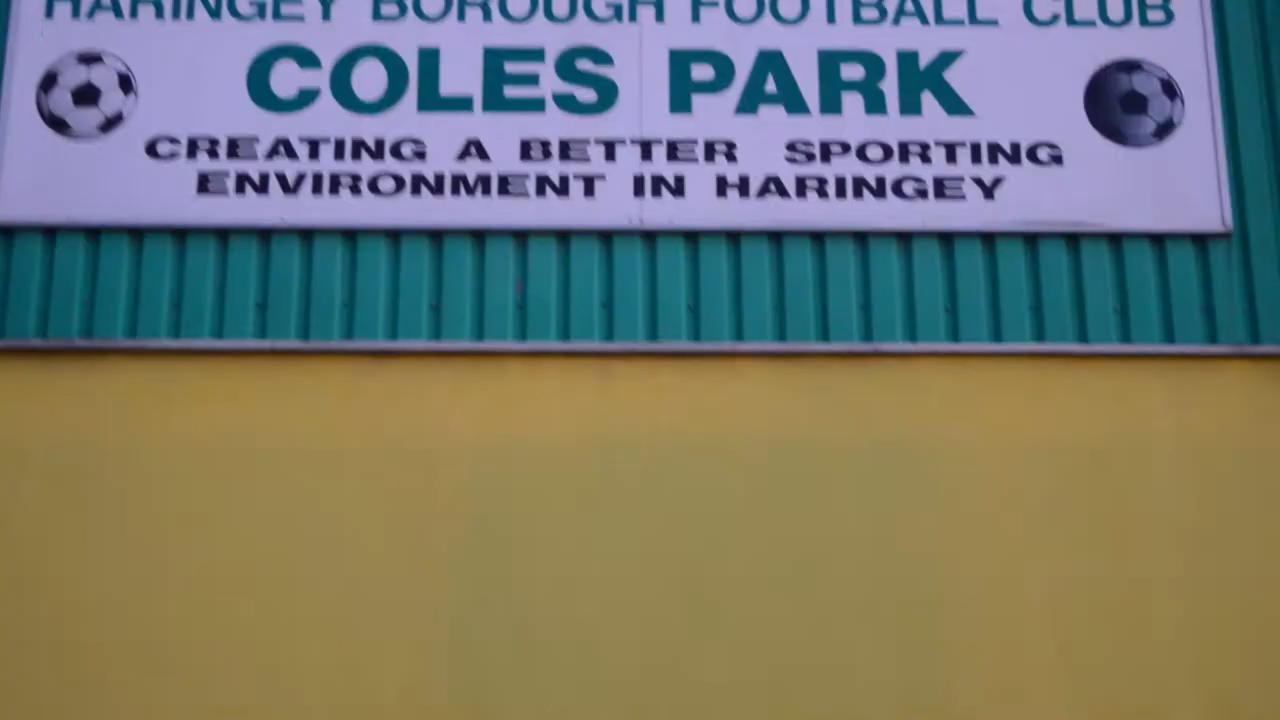 HARINGEY BOROUGH FOOTBALL CLUB
COLES PARK
CREATING A BETTER SPORTING
ENVIRONMENT IN HARINGEY